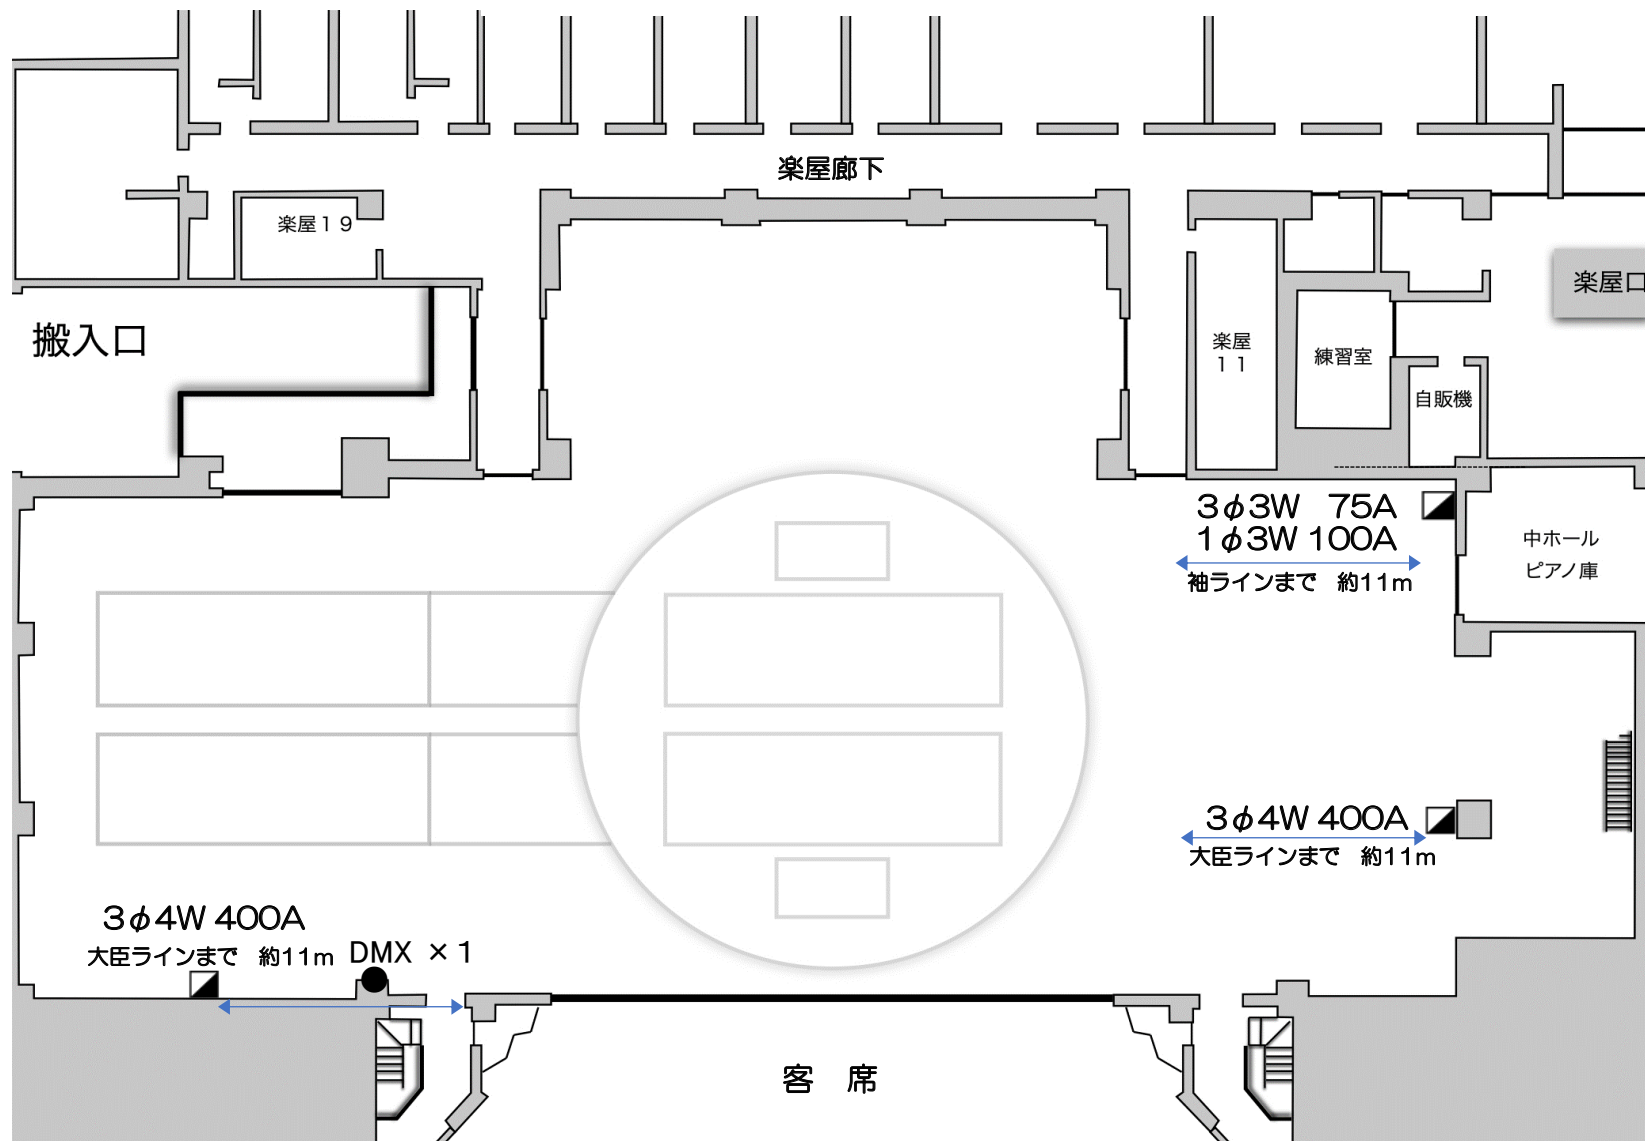 楽屋廊下
楽屋１９
楽屋口
搬入口
楽屋
１１
練習室
自販機
3φ3W　75A
1φ3W 100A
袖ラインまで　約11m
中ホール
ピアノ庫
3φ4W 400A
大臣ラインまで　約11m
3φ4W 400A
大臣ラインまで　約11m
DMX ×１
客　席